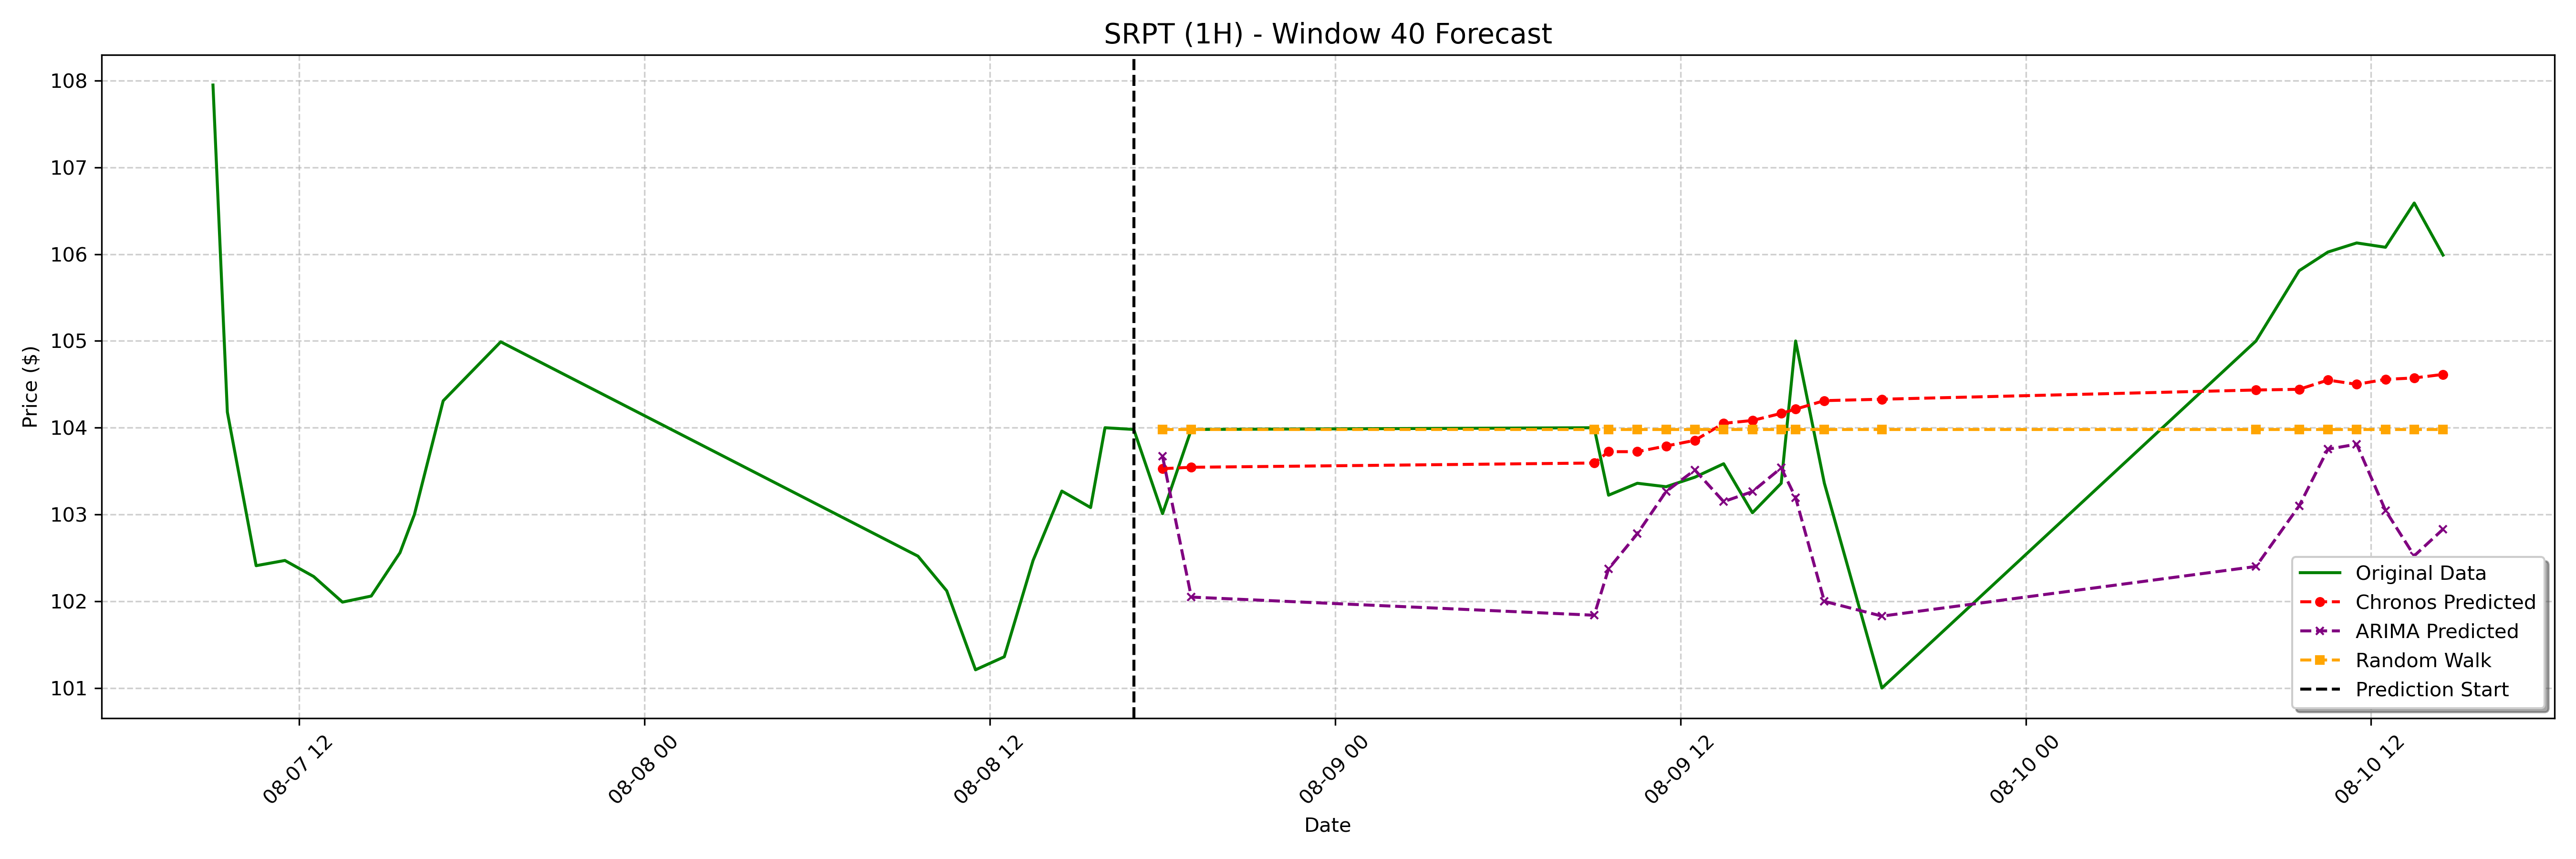 SRPT (1H) - Window 40 Forecast
Price ($)
108
107
106
105
104
103
102
101
Original Data
Chronos Predicted
ARIMA Predicted
Random Walk
Prediction Start
08-07 12
08-08 00
08-08 12
08-09 00
08-09 12
08-10 00
08-10 12
Date